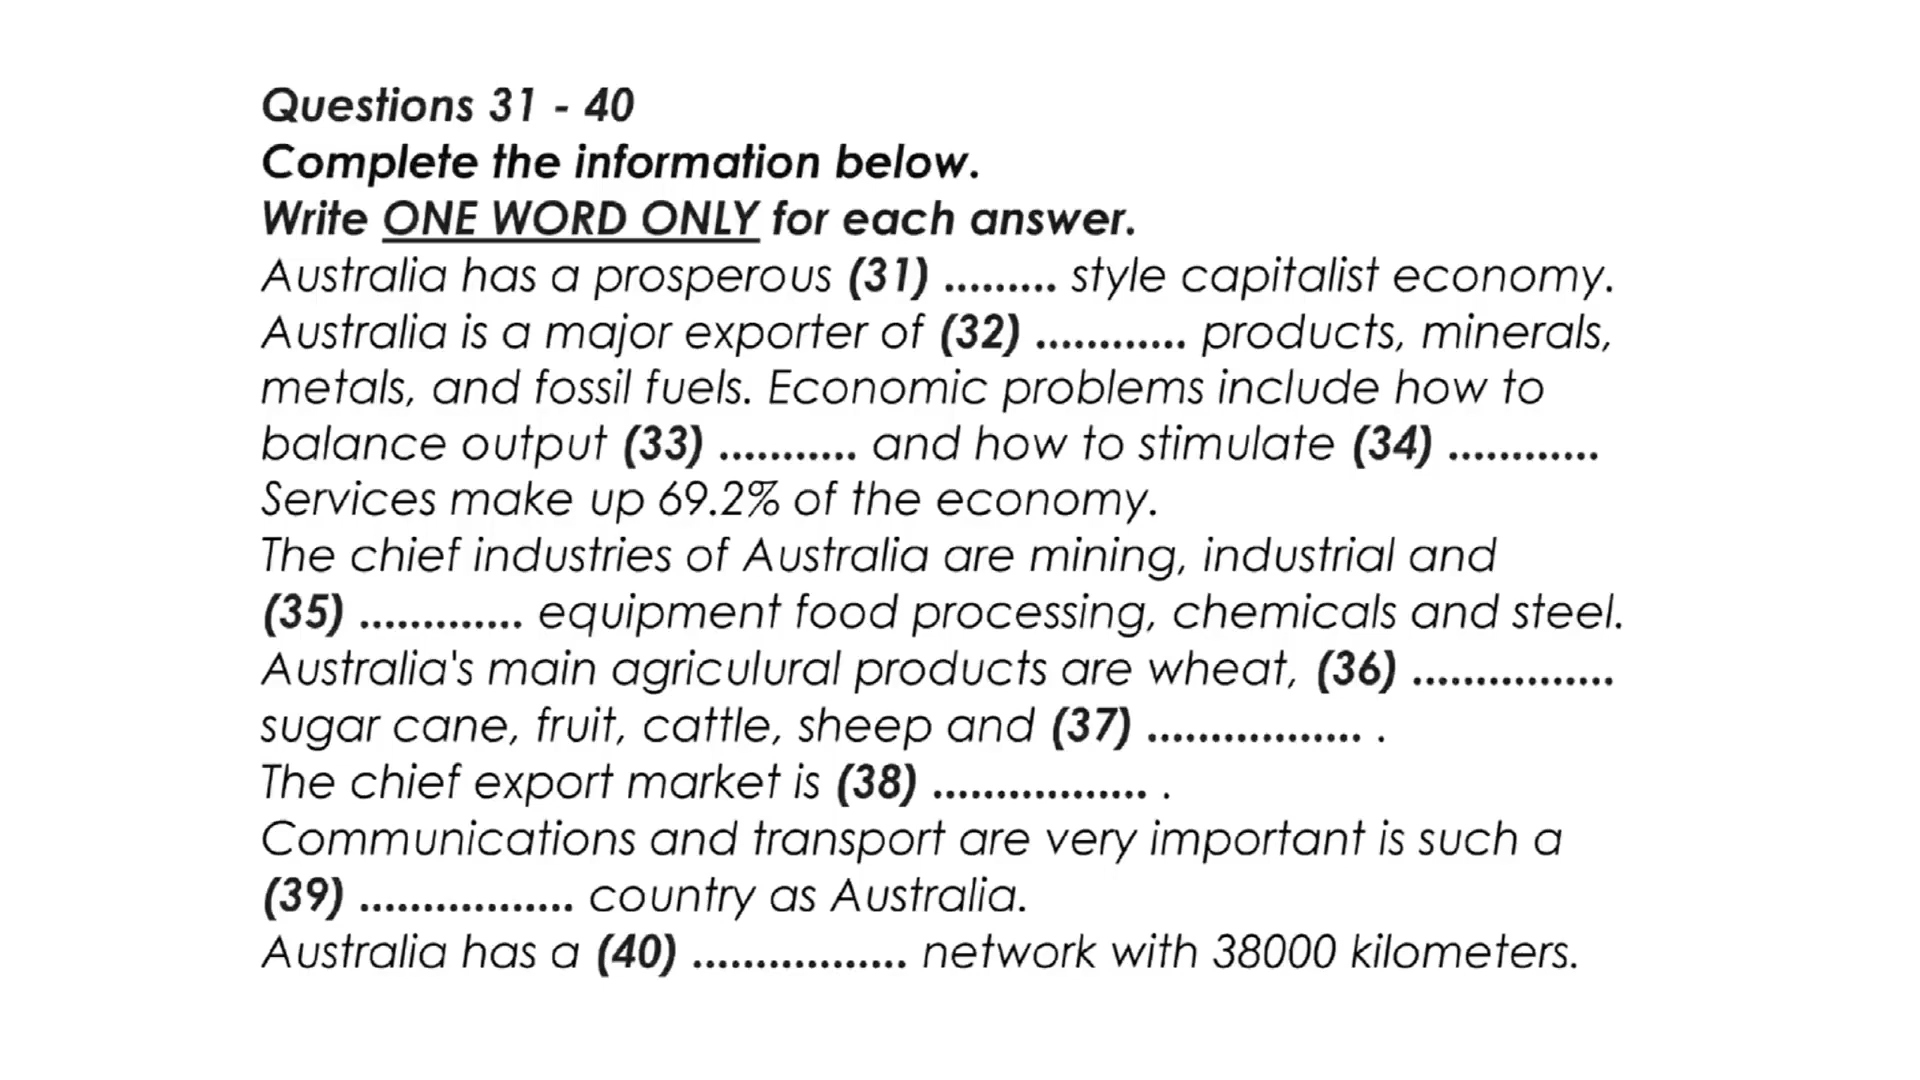 Questions 31 - 40
Complete the information below.
Write ONE WORD ONLY for each answer.
Australia has a prosperous (31) ......... style capitalist economy.
Australia is a major exporter of (32) ............ products, minerals,
metals, and fossil fuels. Economic problems include how to
balance output (33) ........... and how to stimulate (34) ............
Services make up 69.2% of the economy.
The chief industries of Australia are mining, industrial and
(35) ............. equipment food processing, chemicals and steel.
Australia's main agriculural products are wheat, (36) ................
sugar cane, fruit, cattle, sheep and (37) ................. .
The chief export market is (38) ................. .
Communications and transport are very important is such a
(39) ................. country as Australia.
Australia has a (40) ................. network with 38000 kilometers.